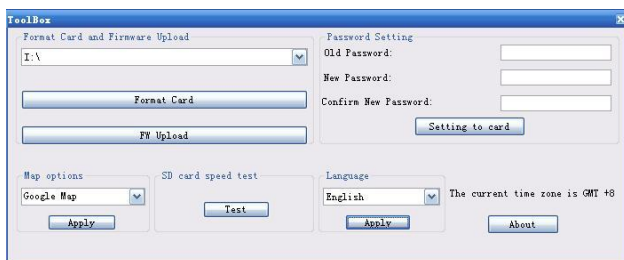 ToolBox
Format Card and Firmware Upload
I:\
Format Card
FW Upload
Password Setting
Old Password:
New Password:
Confirm New Password:
Setting to card
Map options
Google Map
Apply
SD card speed test
Test
Language
English
Apply
The current time zone is GMT +8
About